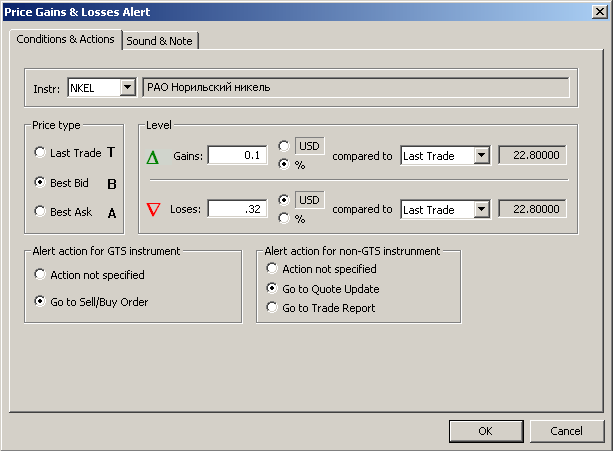 Price Gains & Losses Alert
Conditions & Actions
Sound & Note
Instr: NKEL РАО Норильский никель
Price type
Last Trade T
Best Bid B
Best Ask A
Level
Gains: 0.1 USD % compared to Last Trade 22.80000
Loses: .32 USD % compared to Last Trade 22.80000
Alert action for GTS instrument
Action not specified
Go to Sell/Buy Order
Alert action for non-GTS instrunment
Action not specified
Go to Quote Update
Go to Trade Report
OK Cancel